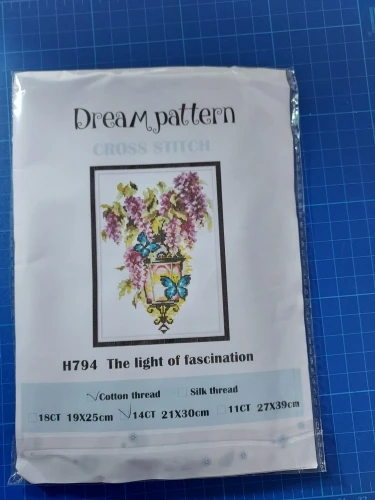 Dream pattern
CROSS STITCH
H794 The light of fascination
Cotton thread Silk thread
18CT 19X25cm 14CT 21X30cm 11CT 27X39cm